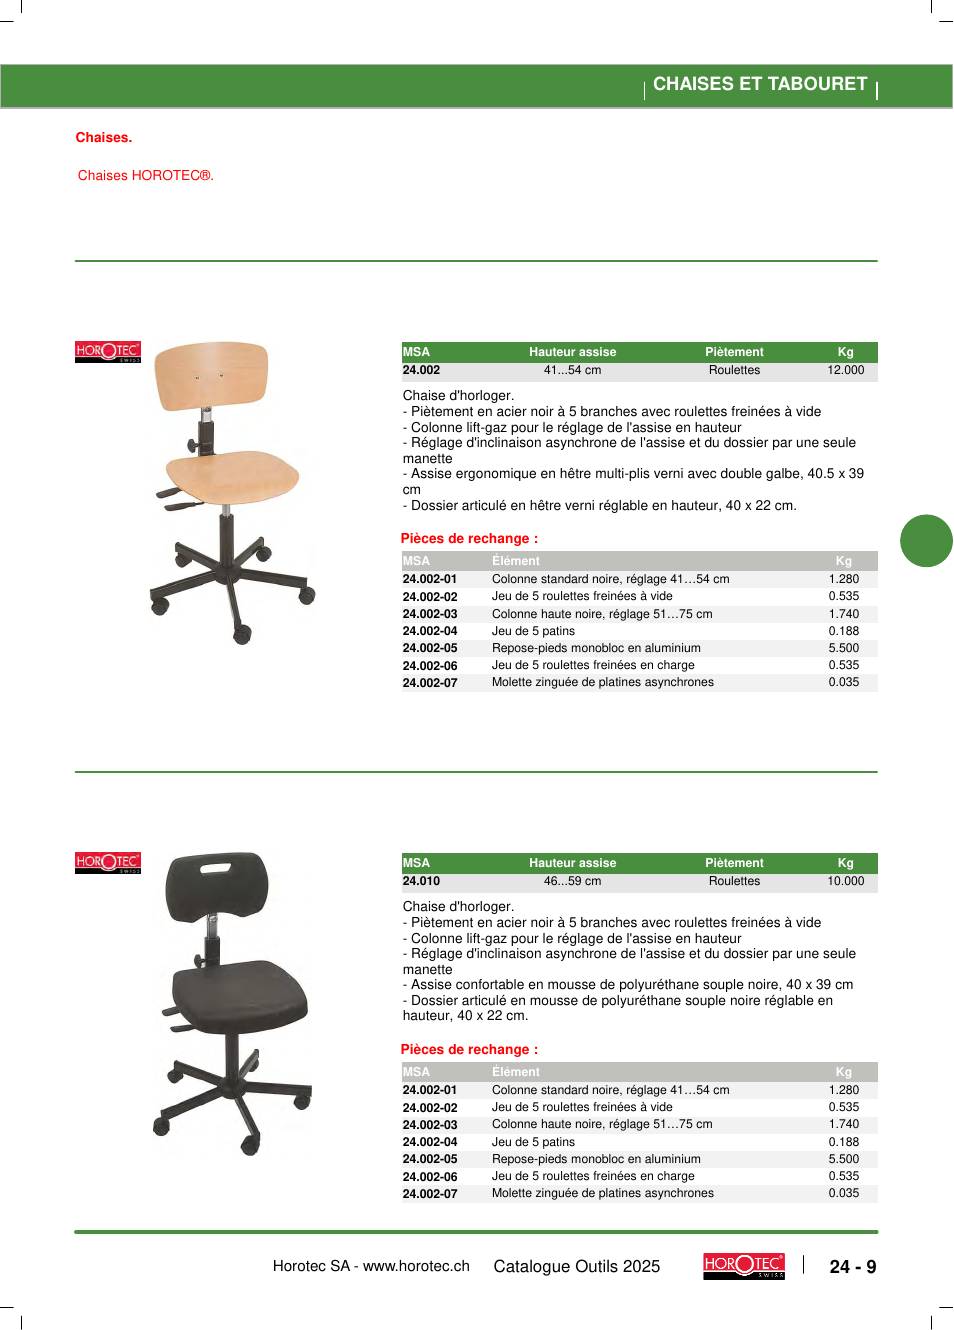 CHAISES ET TABOURET
Chaises.
Chaises HOROTEC®.
HOROTEC®
SWISS
MSA Hauteur assise Piètement Kg
24.002 41...54 cm Roulettes 12.000
Chaise d'horloger.
- Piètement en acier noir à 5 branches avec roulettes freinées à vide
- Colonne lift-gaz pour le réglage de l'assise en hauteur
- Réglage d'inclinaison asynchrone de l'assise et du dossier par une seule
manette
- Assise ergonomique en hêtre multi-plis verni avec double galbe, 40.5 x 39
cm
- Dossier articulé en hêtre verni réglable en hauteur, 40 x 22 cm.
Pièces de rechange :
MSA Élément Kg
24.002-01 Colonne standard noire, réglage 41…54 cm 1.280
24.002-02 Jeu de 5 roulettes freinées à vide 0.535
24.002-03 Colonne haute noire, réglage 51…75 cm 1.740
24.002-04 Jeu de 5 patins 0.188
24.002-05 Repose-pieds monobloc en aluminium 5.500
24.002-06 Jeu de 5 roulettes freinées en charge 0.535
24.002-07 Molette zinguée de platines asynchrones 0.035
HOROTEC®
SWISS
MSA Hauteur assise Piètement Kg
24.010 46...59 cm Roulettes 10.000
Chaise d'horloger.
- Piètement en acier noir à 5 branches avec roulettes freinées à vide
- Colonne lift-gaz pour le réglage de l'assise en hauteur
- Réglage d'inclinaison asynchrone de l'assise et du dossier par une seule
manette
- Assise confortable en mousse de polyuréthane souple noire, 40 x 39 cm
- Dossier articulé en mousse de polyuréthane souple noire réglable en
hauteur, 40 x 22 cm.
Pièces de rechange :
MSA Élément Kg
24.002-01 Colonne standard noire, réglage 41…54 cm 1.280
24.002-02 Jeu de 5 roulettes freinées à vide 0.535
24.002-03 Colonne haute noire, réglage 51…75 cm 1.740
24.002-04 Jeu de 5 patins 0.188
24.002-05 Repose-pieds monobloc en aluminium 5.500
24.002-06 Jeu de 5 roulettes freinées en charge 0.535
24.002-07 Molette zinguée de platines asynchrones 0.035
Horotec SA - www.horotec.ch Catalogue Outils 2025 HOROTEC® SWISS 24 - 9